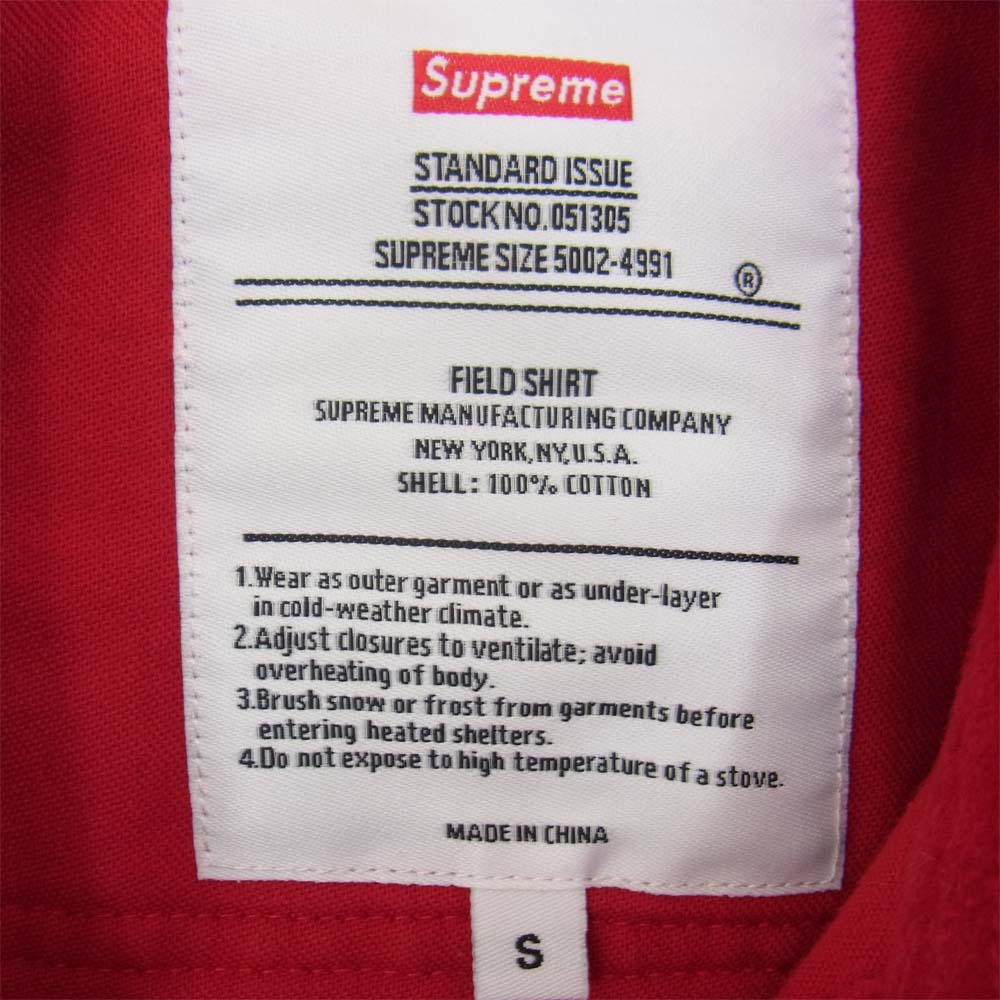 Supreme
STANDARD ISSUE
STOCK NO.051305
SUPREME SIZE 5002-4991
®
FIELD SHIRT
SUPREME MANUFACTURING COMPANY
NEW YORK,NY,U.S.A.
SHELL: 100% COTTON
1.Wear as outer garment or as under-layer
in cold-weather climate.
2.Adjust closures to ventilate; avoid
overheating of body.
3.Brush snow or frost from garments before
entering heated shelters.
4.Do not expose to high temperature of a stove.
MADE IN CHINA
S